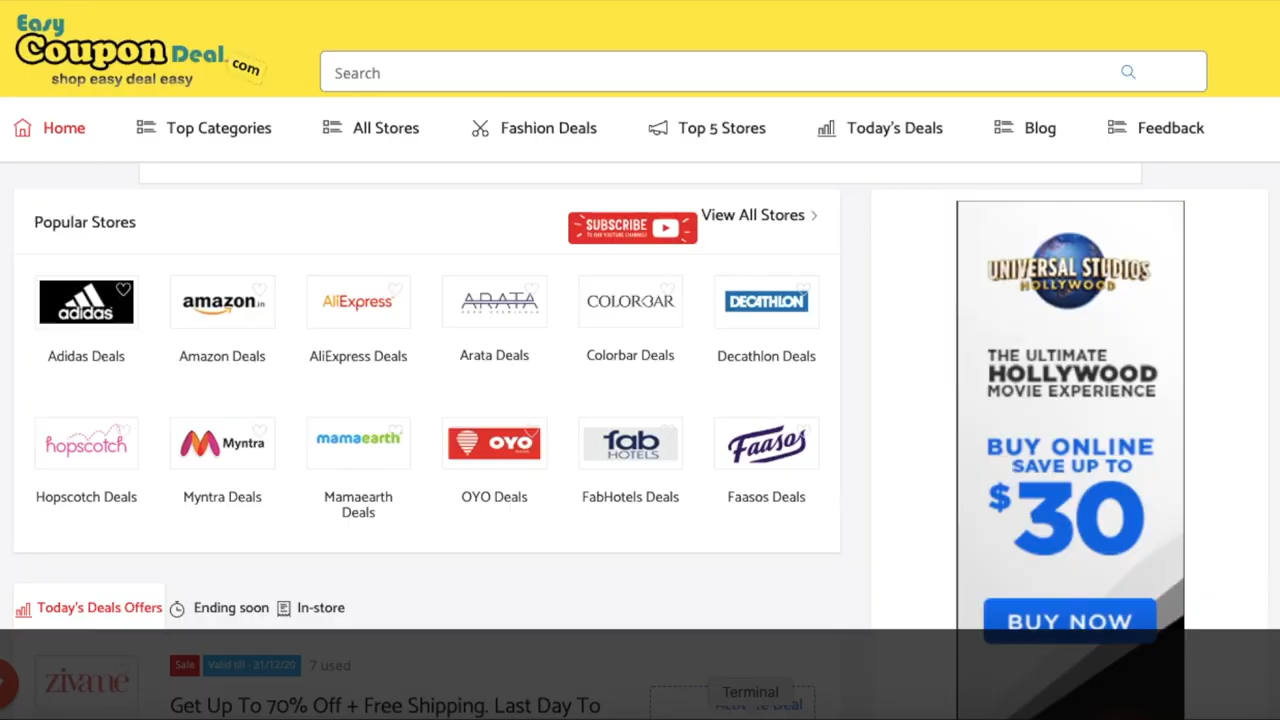 Easy
Coupon Deal.com
shop easy deal easy
Search
Home
Top Categories
All Stores
Fashion Deals
Top 5 Stores
Today's Deals
Blog
Feedback
Popular Stores
SUBSCRIBE
TO OUR YOUTUBE CHANNEL!
View All Stores
adidas
amazon.in
AliExpress
ARATA
COLORBAR
DECATHLON
Adidas Deals
Amazon Deals
AliExpress Deals
Arata Deals
Colorbar Deals
Decathlon Deals
hopscotch
Myntra
mamaearth
OYO
fab
HOTELS
Faasos
Hopscotch Deals
Myntra Deals
Mamaearth
Deals
OYO Deals
FabHotels Deals
Faasos Deals
UNIVERSAL STUDIOS
HOLLYWOOD
THE ULTIMATE
HOLLYWOOD
MOVIE EXPERIENCE
BUY ONLINE
SAVE UP TO
$30
BUY NOW
Today's Deals Offers
Ending soon
In-store
zivame
Sale
Valid till - 31/12/20
7 used
Get Up To 70% Off + Free Shipping. Last Day To
Terminal
Deal